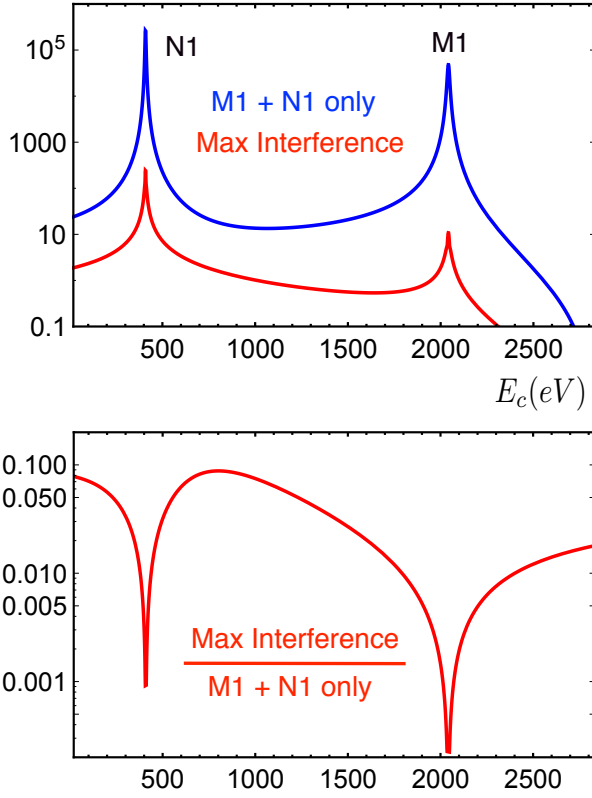 N1
M1
10^5
M1 + N1 only
1000
Max Interference
10
0.1
500 1000 1500 2000 2500
E_c(eV)
0.100
0.050
0.010
0.005
Max Interference
0.001
M1 + N1 only
500 1000 1500 2000 2500